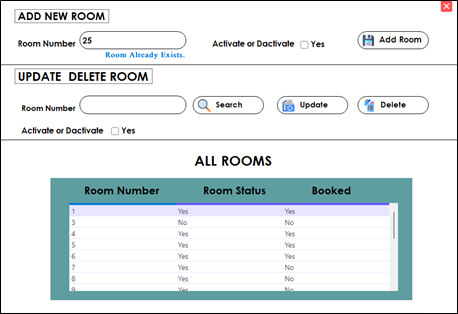 ADD NEW ROOM
Room Number 25 Activate or Dactivate Yes Add Room
Room Already Exists.
UPDATE DELETE ROOM
Room Number Search Update Delete
Activate or Dactivate Yes
ALL ROOMS
Room Number Room Status Booked
1 Yes Yes
3 No No
4 Yes Yes
5 Yes Yes
6 Yes Yes
7 Yes No
8 No No
9 Yes No